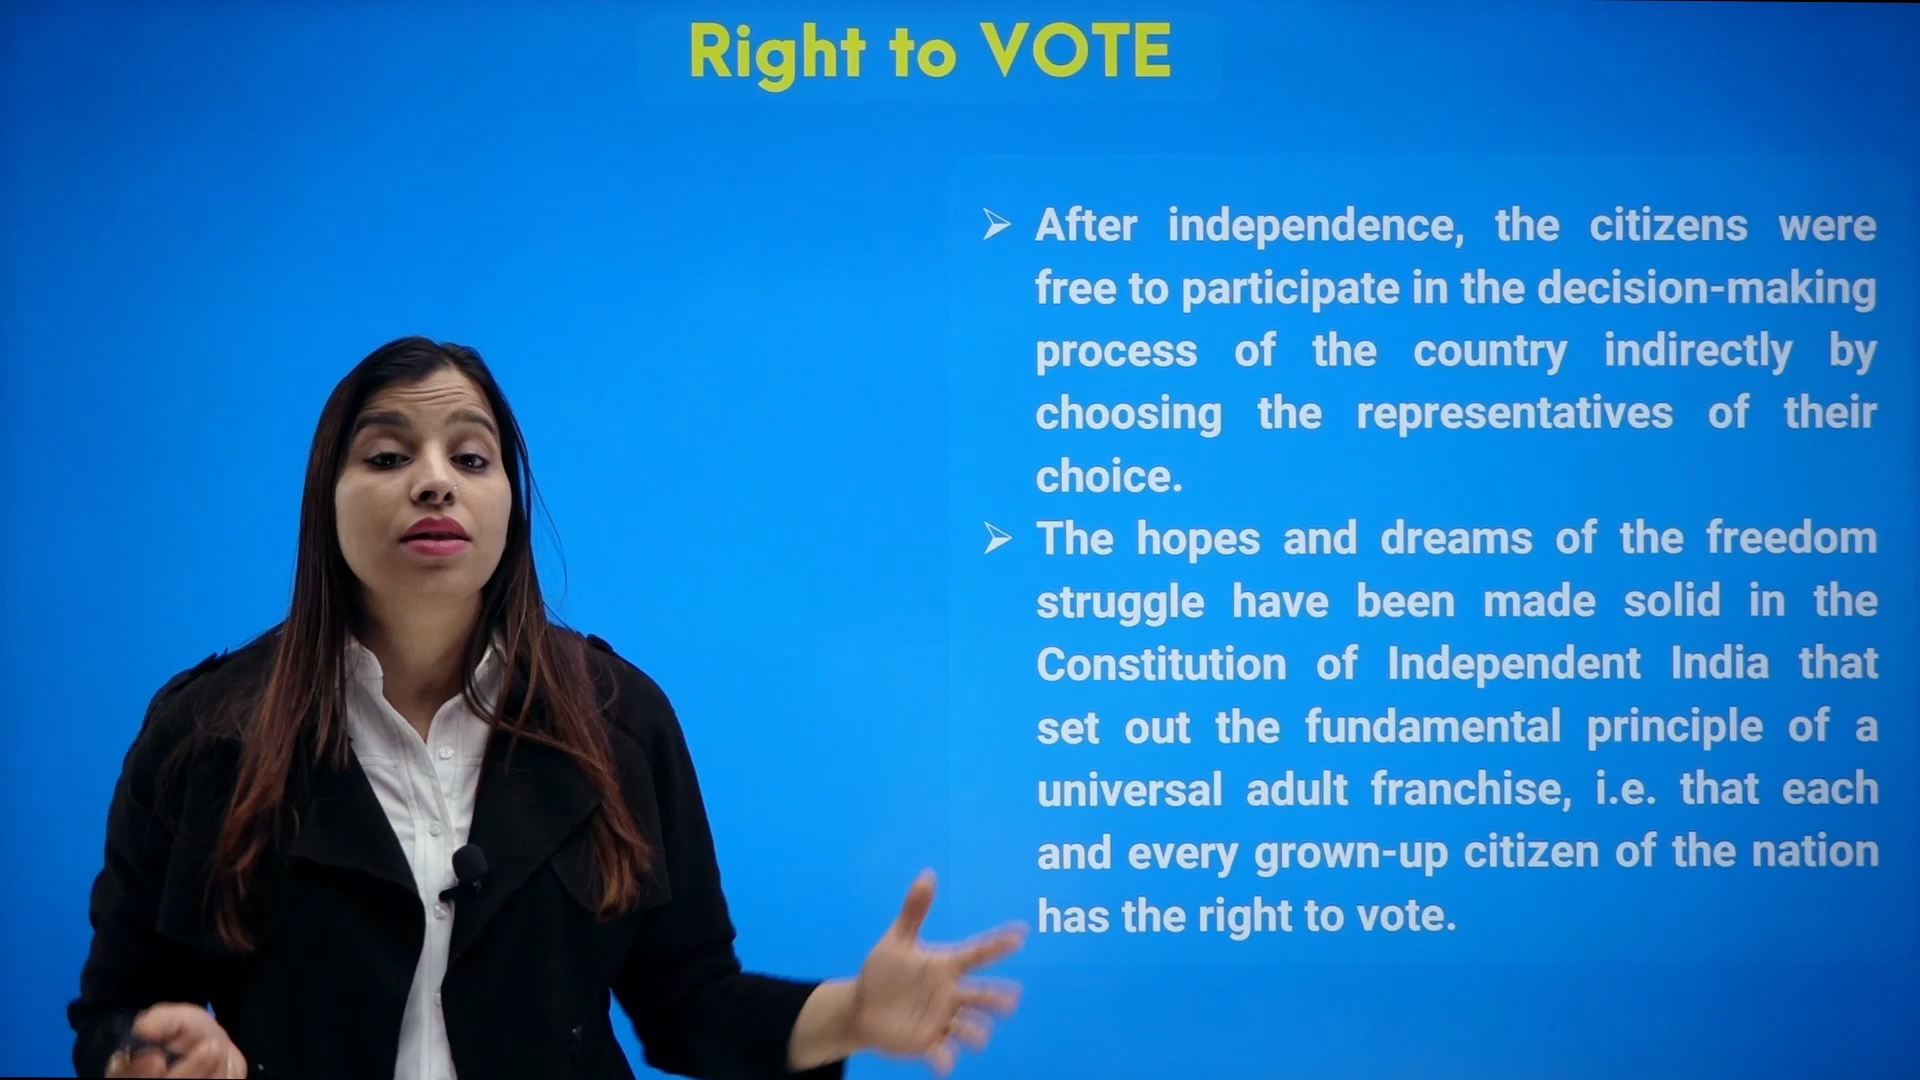 Right to VOTE
After independence, the citizens were
free to participate in the decision-making
process of the country indirectly by
choosing the representatives of their
choice.
The hopes and dreams of the freedom
struggle have been made solid in the
Constitution of Independent India that
set out the fundamental principle of a
universal adult franchise, i.e. that each
and every grown-up citizen of the nation
has the right to vote.